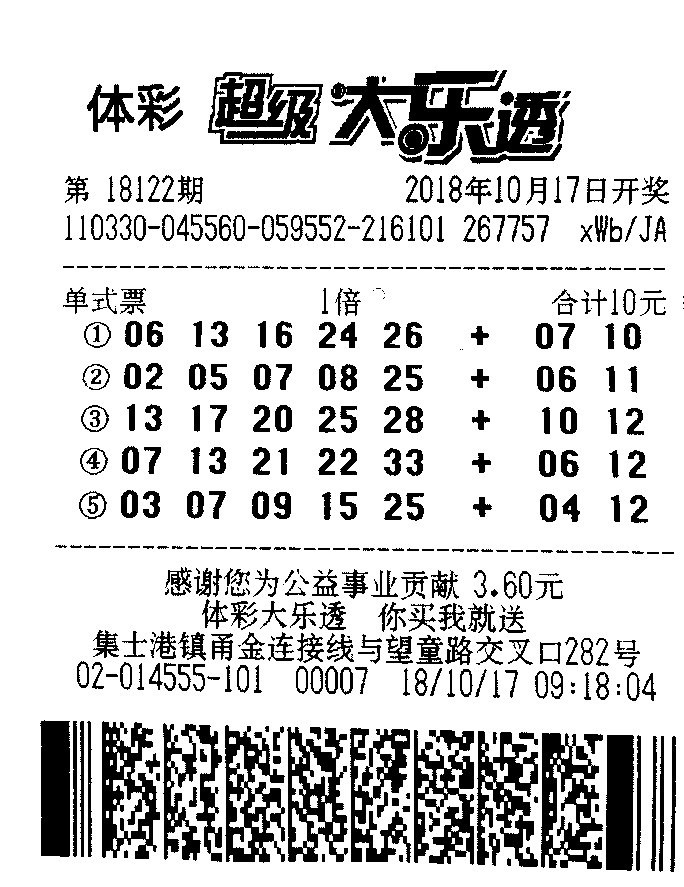 体彩 超级大乐透
第 18122期 2018年10月17日开奖
110330-045560-059552-216101 267757 xWb/JA
单式票 1倍 合计10元
① 06 13 16 24 26 + 07 10
② 02 05 07 08 25 + 06 11
③ 13 17 20 25 28 + 10 12
④ 07 13 21 22 33 + 06 12
⑤ 03 07 09 15 25 + 04 12
感谢您为公益事业贡献 3.60元
体彩大乐透 你买我就送
集士港镇甬金连接线与望童路交叉口282号
02-014555-101 00007 18/10/17 09:18:04